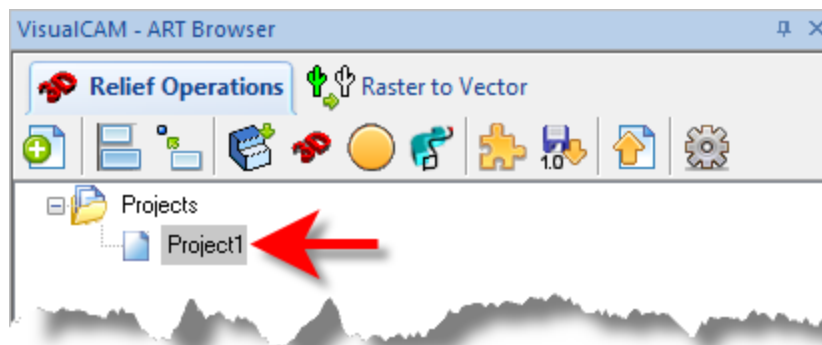 VisualCAM - ART Browser
Relief Operations Raster to Vector
1.0
Projects
Project1